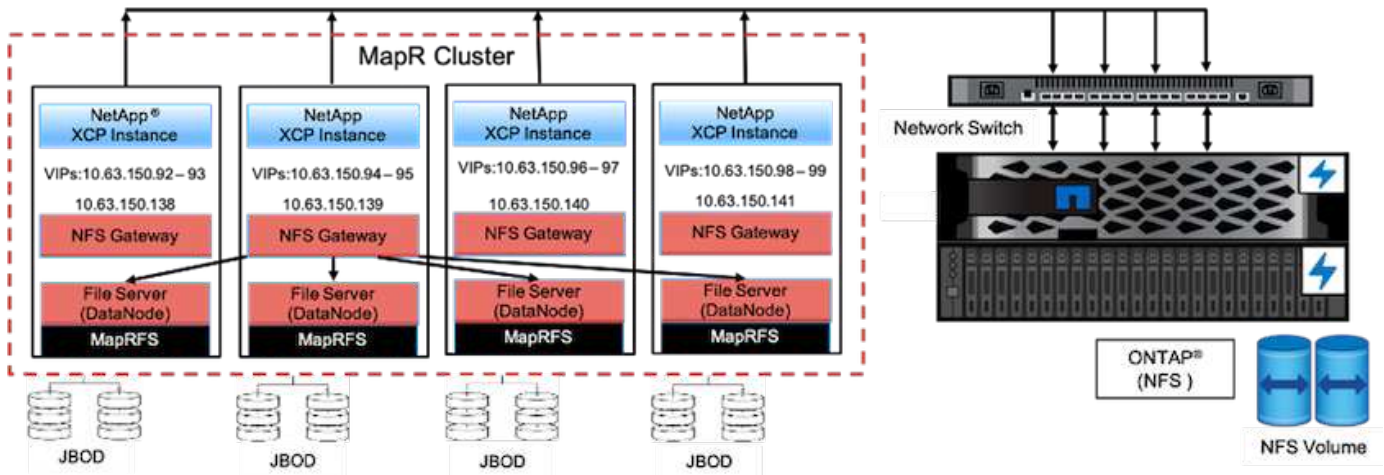 MapR Cluster
NetApp®
XCP Instance
VIPs:10.63.150.92–93
10.63.150.138
NFS Gateway
File Server
(DataNode)
MapRFS
JBOD
NetApp
XCP Instance
VIPs:10.63.150.94–95
10.63.150.139
NFS Gateway
File Server
(DataNode)
MapRFS
JBOD
NetApp
XCP Instance
VIPs:10.63.150.96–97
10.63.150.140
NFS Gateway
File Server
(DataNode)
MapRFS
JBOD
NetApp
XCP Instance
VIPs:10.63.150.98–99
10.63.150.141
NFS Gateway
File Server
(DataNode)
MapRFS
JBOD
Network Switch
ONTAP®
(NFS )
NFS Volume